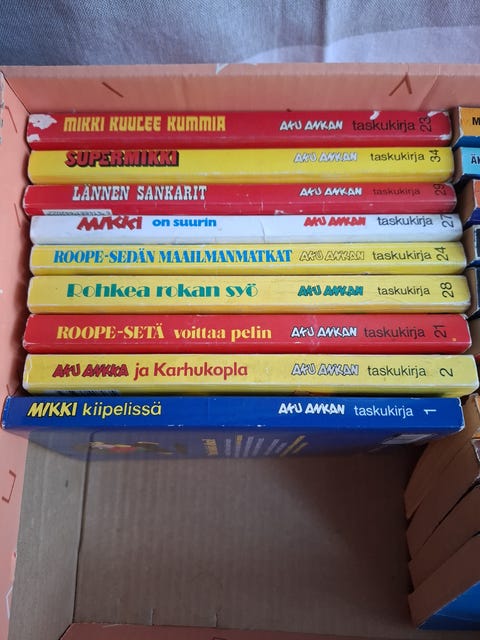 MIKKI KUULEE KUMMIA AKU ANKAN taskukirja 23
SUPERMIKKI AKU ANKAN taskukirja 34
LÄNNEN SANKARIT AKU ANKAN taskukirja 29
MIKKI on suurin AKU ANKAN taskukirja 27
ROOPE-SEDÄN MAAILMANMATKAT AKU ANKAN taskukirja 24
Rohkea rokan syö AKU ANKAN taskukirja 28
ROOPE-SETÄ voittaa pelin AKU ANKAN taskukirja 21
AKU ANKKA ja Karhukopla AKU ANKAN taskukirja 2
MIKKI kiipelissä AKU ANKAN taskukirja 1